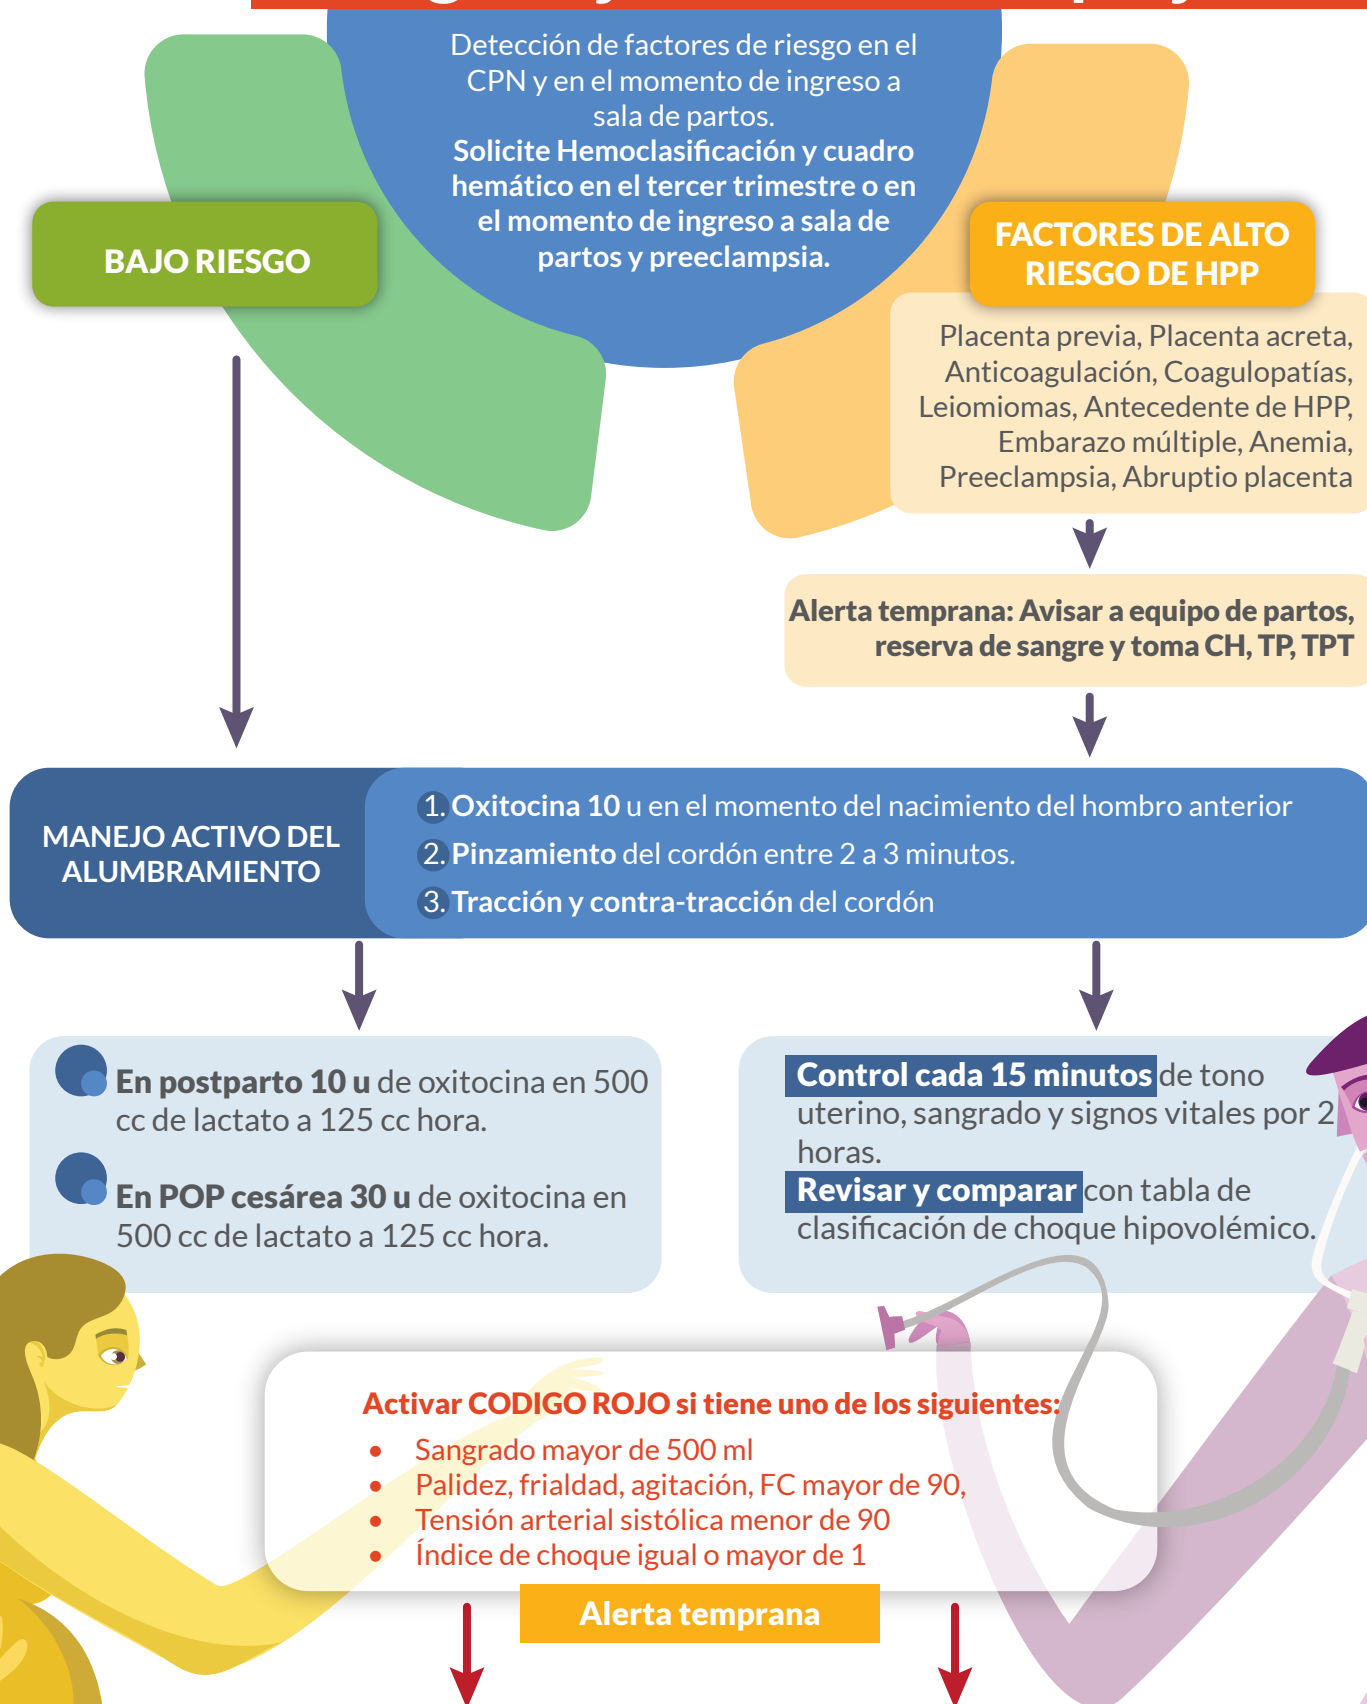 Detección de factores de riesgo en el
CPN y en el momento de ingreso a
sala de partos.
Solicite Hemoclasificación y cuadro
hemático en el tercer trimestre o en
el momento de ingreso a sala de
partos y preeclampsia.
BAJO RIESGO
FACTORES DE ALTO
RIESGO DE HPP
Placenta previa, Placenta acreta,
Anticoagulación, Coagulopatías,
Leiomiomas, Antecedente de HPP,
Embarazo múltiple, Anemia,
Preeclampsia, Abruptio placenta
Alerta temprana: Avisar a equipo de partos,
reserva de sangre y toma CH, TP, TPT
MANEJO ACTIVO DEL
ALUMBRAMIENTO
1. Oxitocina 10 u en el momento del nacimiento del hombro anterior
2. Pinzamiento del cordón entre 2 a 3 minutos.
3. Tracción y contra-tracción del cordón
En postparto 10 u de oxitocina en 500
cc de lactato a 125 cc hora.
En POP cesárea 30 u de oxitocina en
500 cc de lactato a 125 cc hora.
Control cada 15 minutos de tono
uterino, sangrado y signos vitales por 2
horas.
Revisar y comparar con tabla de
clasificación de choque hipovolémico.
Activar CODIGO ROJO si tiene uno de los siguientes:
• Sangrado mayor de 500 ml
• Palidez, frialdad, agitación, FC mayor de 90,
• Tensión arterial sistólica menor de 90
• Índice de choque igual o mayor de 1
Alerta temprana